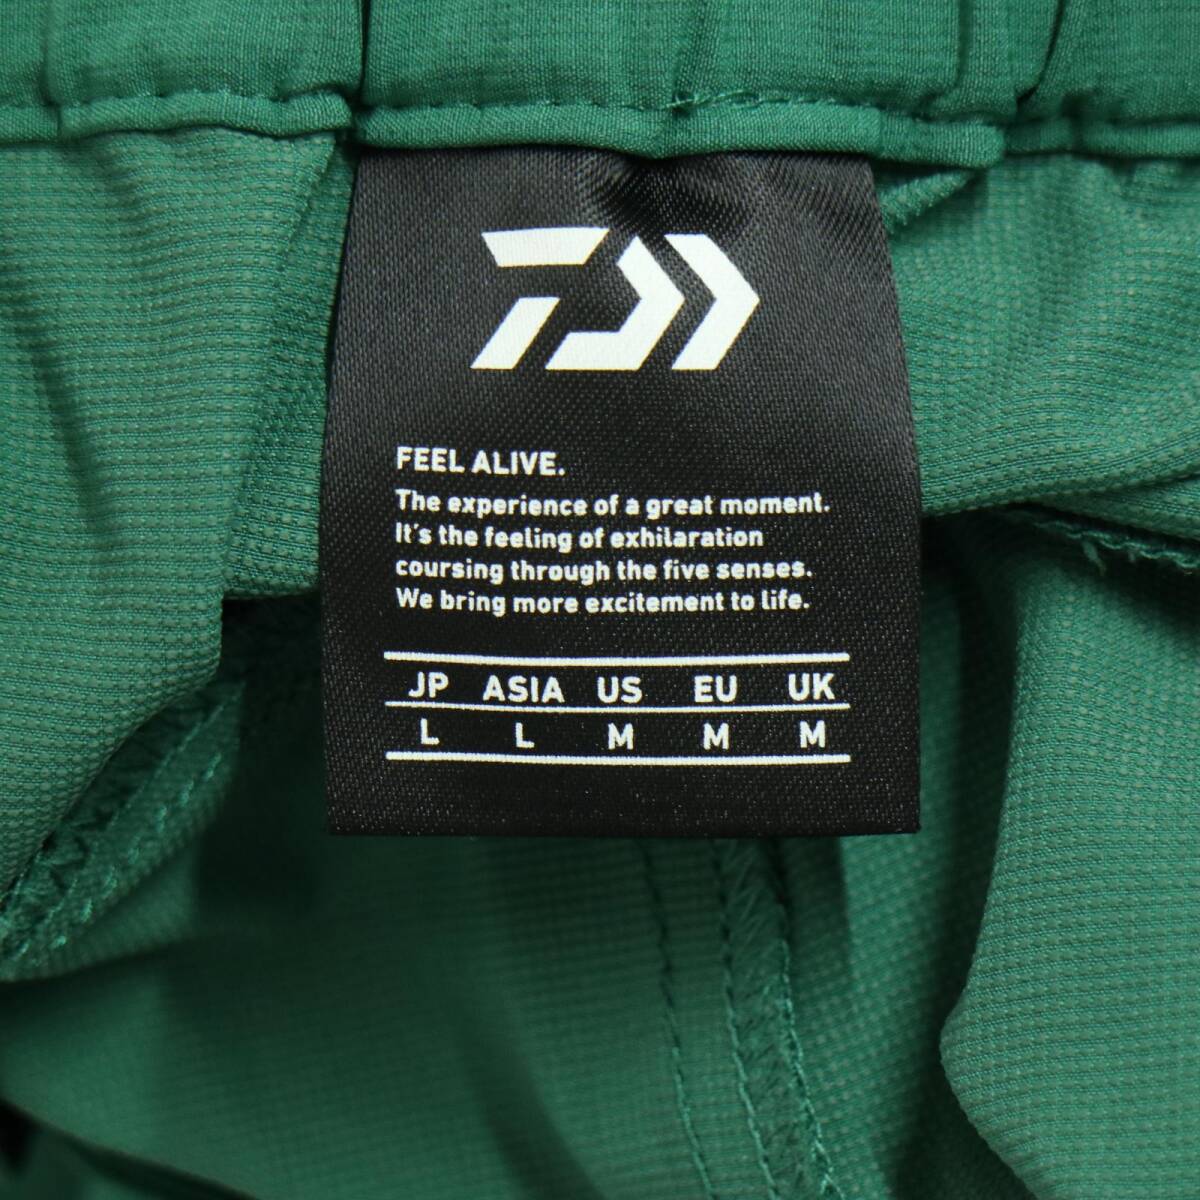 FEEL ALIVE.
The experience of a great moment.
It's the feeling of exhilaration
coursing through the five senses.
We bring more excitement to life.
JP ASIA US EU UK
L L M M M